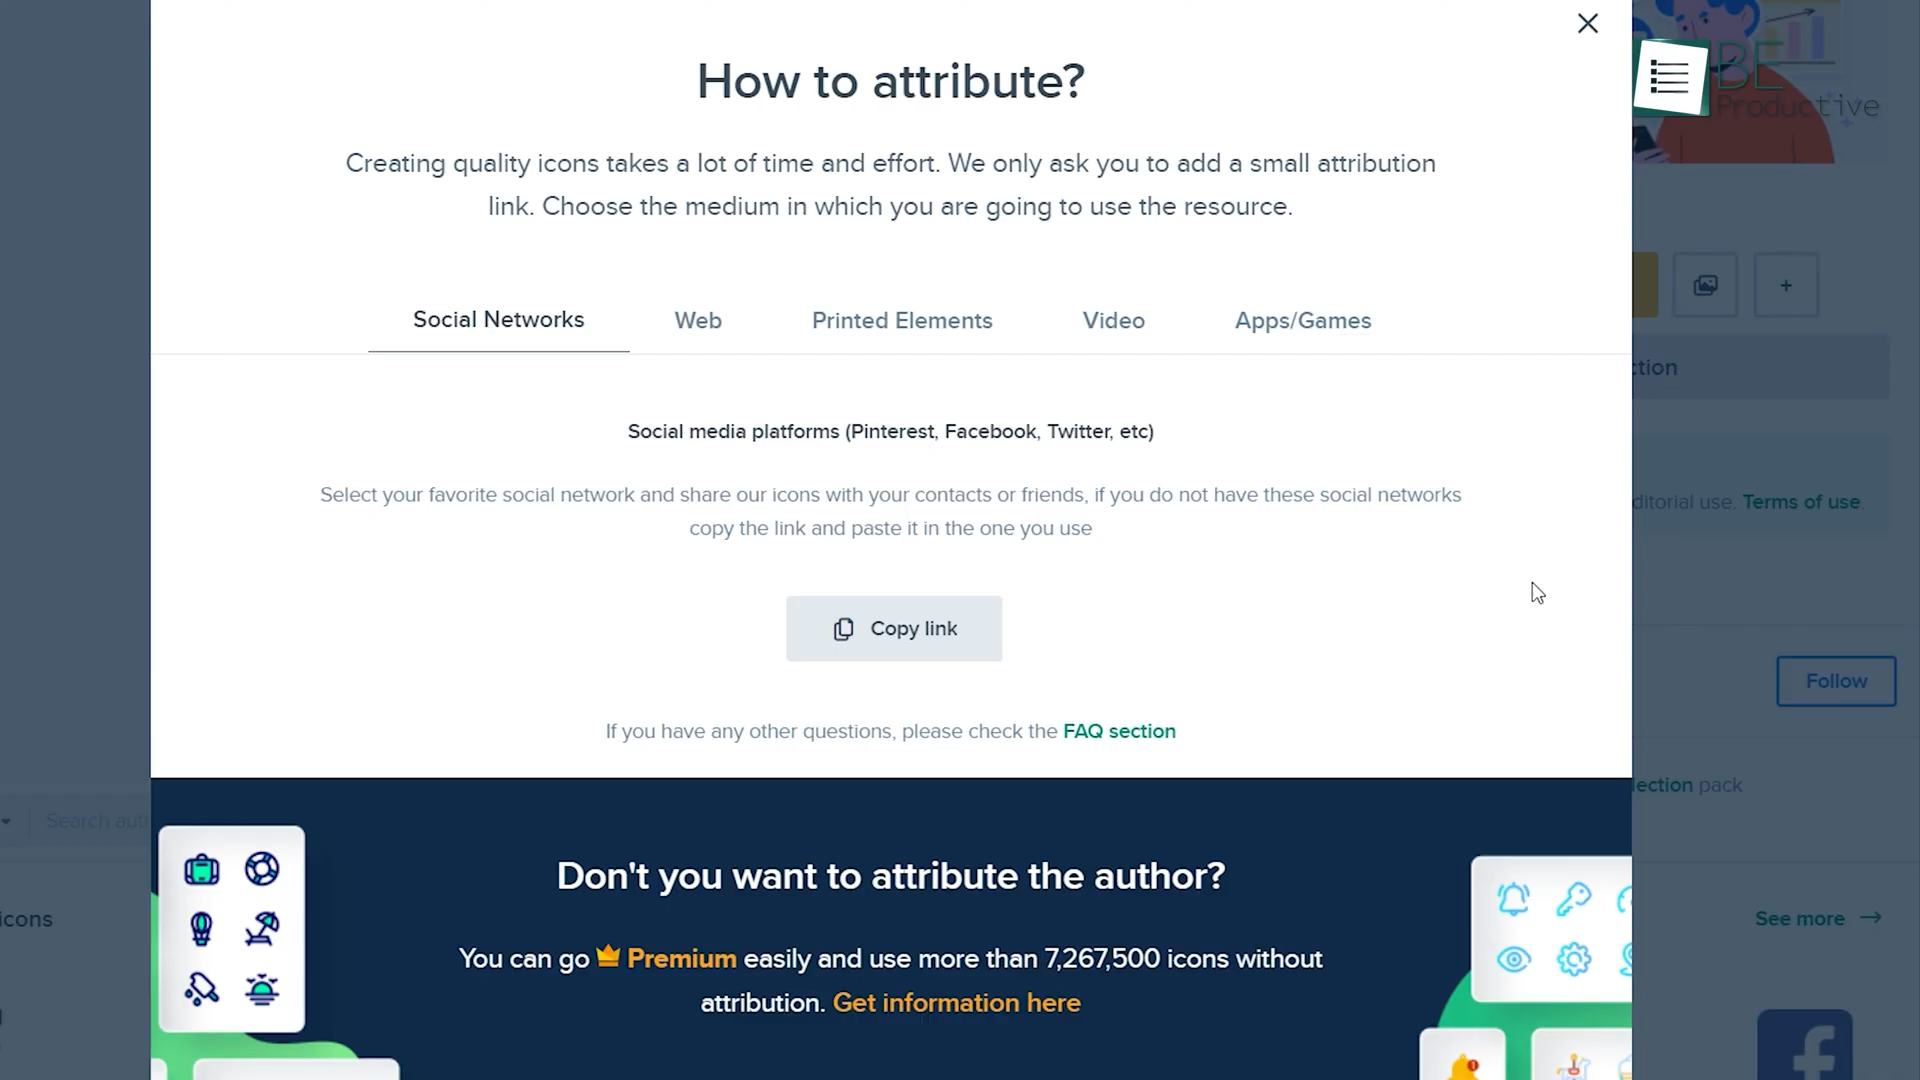 How to attribute?
BE
Productive
Creating quality icons takes a lot of time and effort. We only ask you to add a small attribution
link. Choose the medium in which you are going to use the resource.
+
Social Networks Web Printed Elements Video Apps/Games
ction
Social media platforms (Pinterest, Facebook, Twitter, etc)
Select your favorite social network and share our icons with your contacts or friends, if you do not have these social networks
copy the link and paste it in the one you use
ditorial use. Terms of use.
Copy link
Follow
If you have any other questions, please check the FAQ section
lection pack
Search aut
Don't you want to attribute the author?
icons
See more →
You can go Premium easily and use more than 7,267,500 icons without
attribution. Get information here